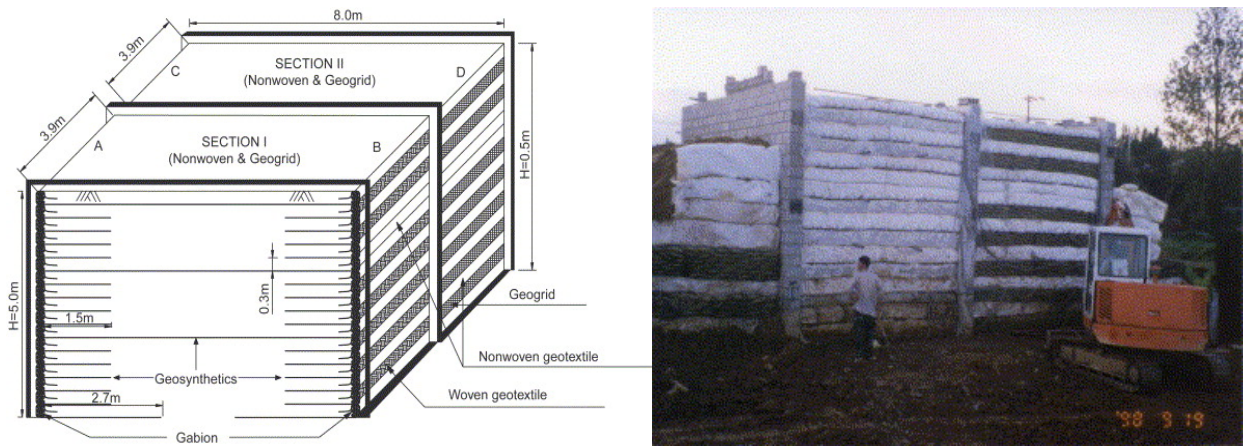 8.0m
3.9m
C
SECTION II
(Nonwoven & Geogrid)
D
3.9m
A
SECTION I
(Nonwoven & Geogrid)
B
H=0.5m
H=5.0m
0.3m
1.5m
Geogrid
Nonwoven geotextile
Geosynthetics
Woven geotextile
2.7m
Gabion
'98 9 19